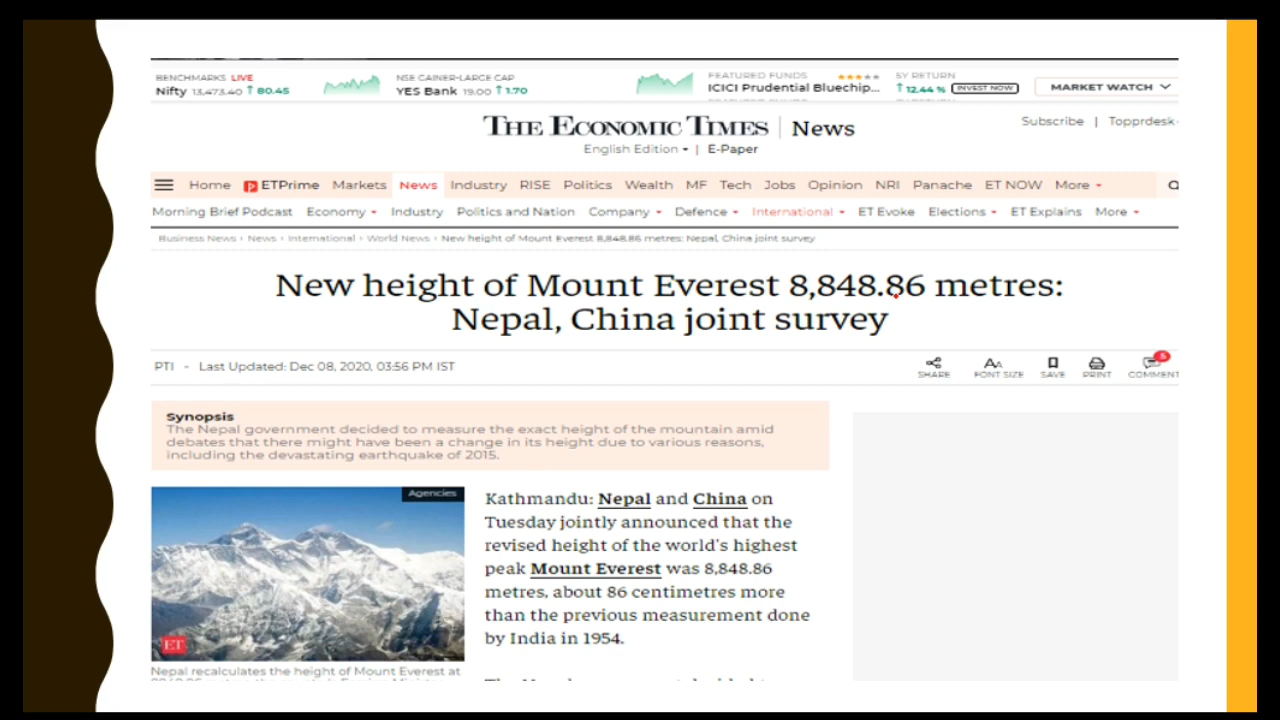 BENCHMARKS LIVE
Nifty 13,473.40 ↑ 80.45
NSE GAINER-LARGE CAP
YES Bank 19.00 ↑ 1.70
FEATURED FUNDS ★★★★★
ICICI Prudential Bluechip...
5Y RETURN
↑ 12.44 % INVEST NOW
MARKET WATCH
THE ECONOMIC TIMES | News
English Edition | E-Paper
Subscribe | Topprdesk
Home ETPrime Markets News Industry RISE Politics Wealth MF Tech Jobs Opinion NRI Panache ET NOW More
Morning Brief Podcast Economy Industry Politics and Nation Company Defence International ET Evoke Elections ET Explains More
Business News › News › International › World News › New height of Mount Everest 8,848.86 metres: Nepal, China joint survey
New height of Mount Everest 8,848.86 metres:
Nepal, China joint survey
PTI - Last Updated: Dec 08, 2020, 03:56 PM IST
SHARE FONT SIZE SAVE PRINT COMMENT
5
Synopsis
The Nepal government decided to measure the exact height of the mountain amid
debates that there might have been a change in its height due to various reasons,
including the devastating earthquake of 2015.
Agencies
ET
Nepal recalculates the height of Mount Everest at
Kathmandu: Nepal and China on
Tuesday jointly announced that the
revised height of the world's highest
peak Mount Everest was 8,848.86
metres, about 86 centimetres more
than the previous measurement done
by India in 1954.